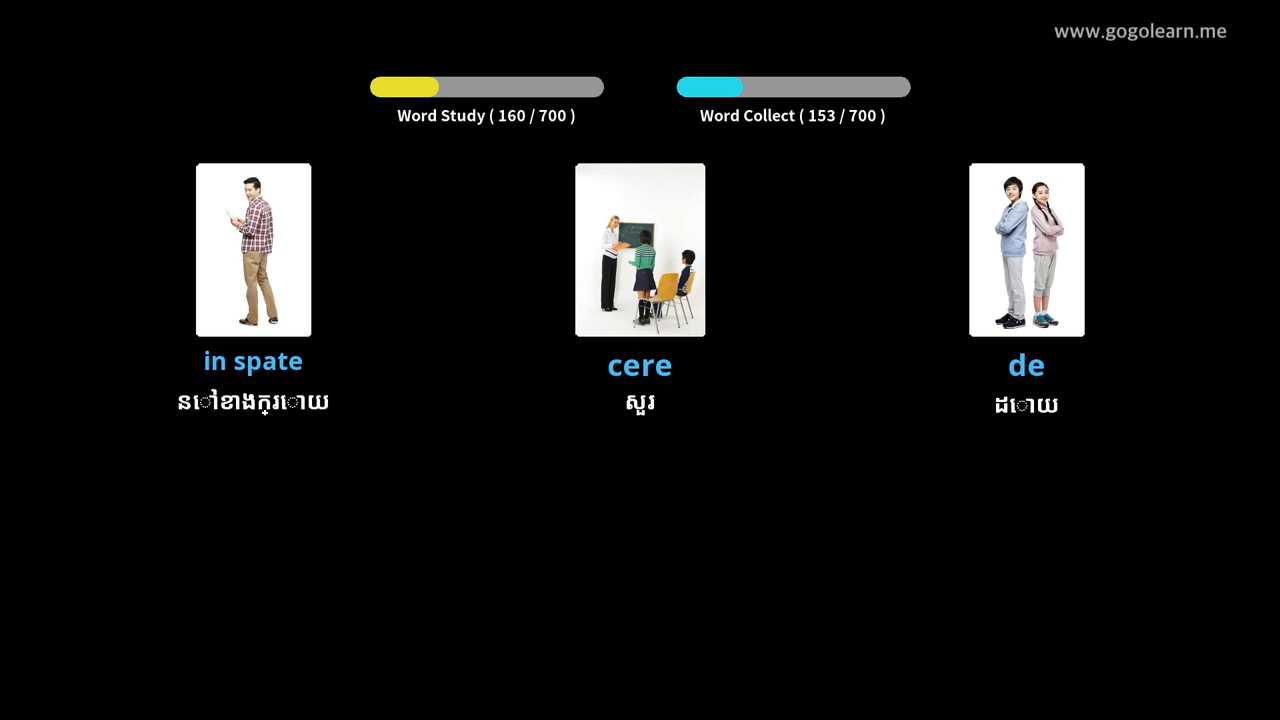 www.gogolearn.me
Word Study ( 160 / 700 )
Word Collect ( 153 / 700 )
in spate
នៅខាងក្រោយ
cere
សួរ
de
ដោយ